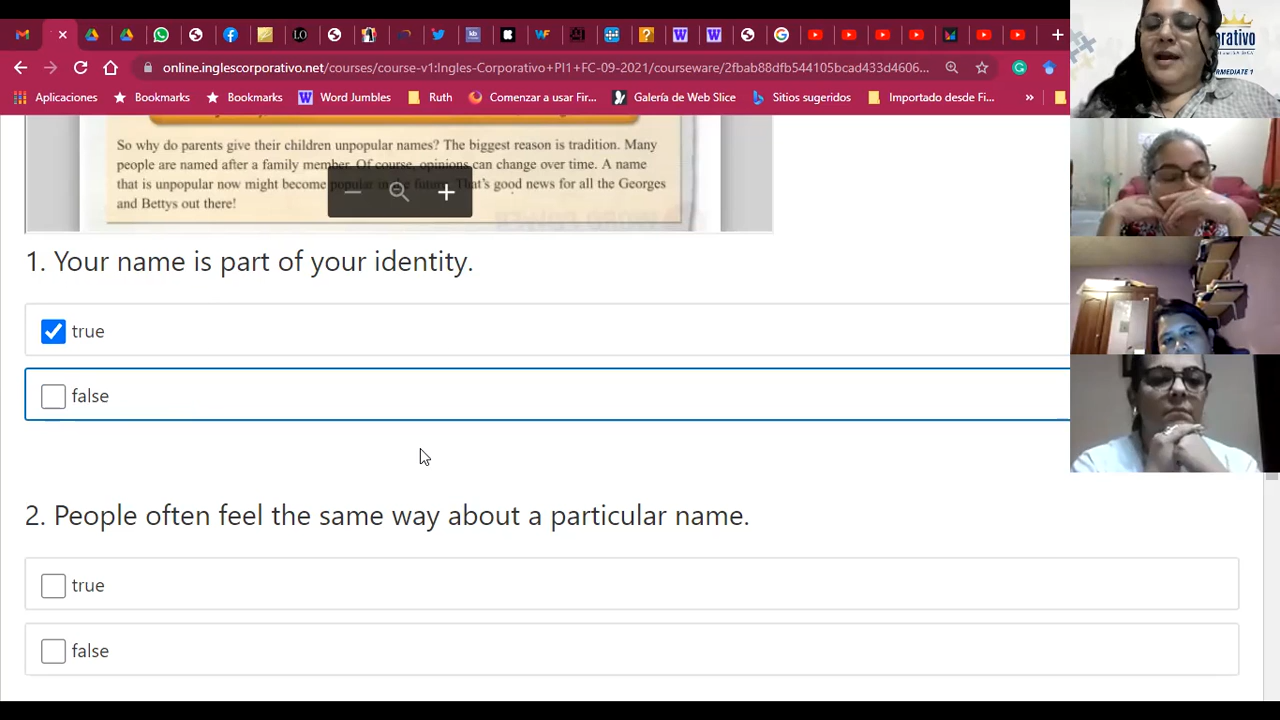 online.inglescorporativo.net/courses/course-v1:Ingles-Corporativo+PI1+FC-09-2021/courseware/2fbab88dfb544105bcad433d4606...
Aplicaciones Bookmarks Bookmarks Word Jumbles Ruth Comenzar a usar Fir... Galería de Web Slice Sitios sugeridos Importado desde Fi... »
So why do parents give their children unpopular names? The biggest reason is tradition. Many
people are named after a family member. Of course, opinions can change over time. A name
that is unpopular now might become popular in the future. That's good news for all the Georges
and Bettys out there!
1. Your name is part of your identity.
true
false
2. People often feel the same way about a particular name.
true
false